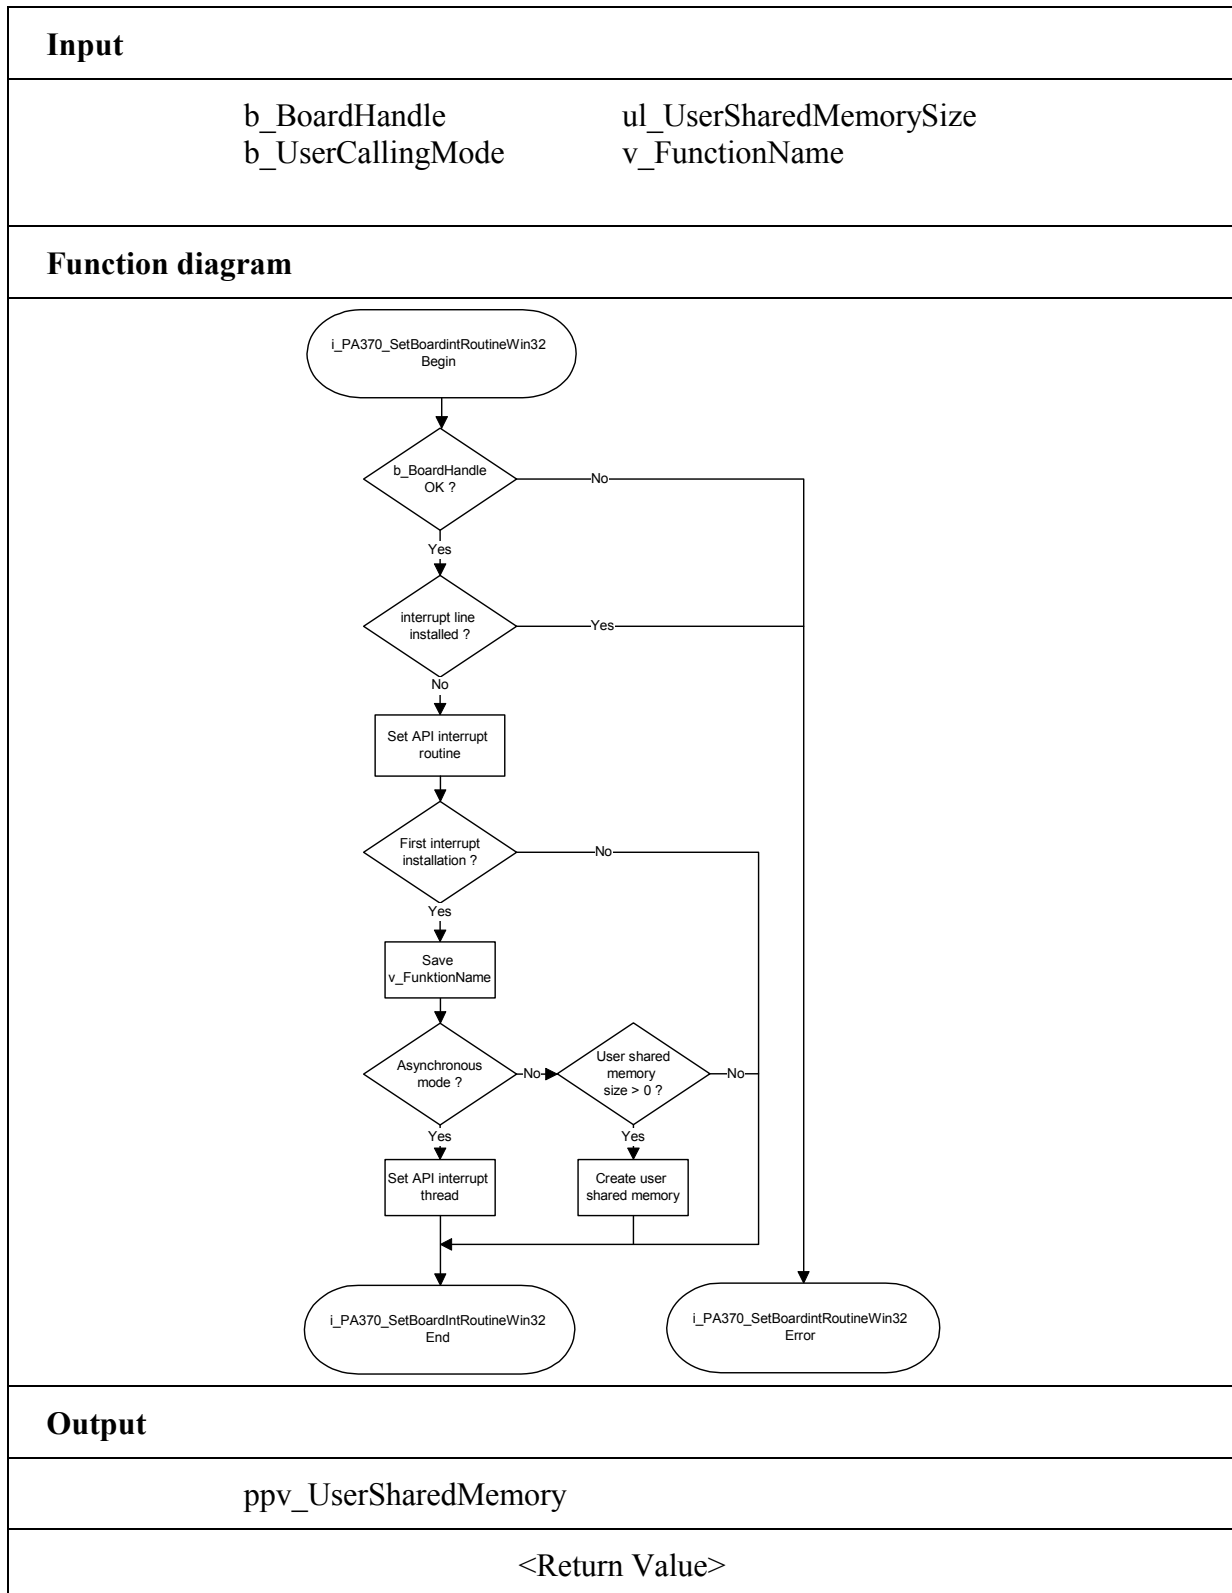 Input
b_BoardHandle ul_UserSharedMemorySize
b_UserCallingMode v_FunctionName
Function diagram
i_PA370_SetBoardintRoutineWin32
Begin
b_BoardHandle
OK ?
No
Yes
interrupt line
installed ?
Yes
No
Set API interrupt
routine
First interrupt
installation ?
No
Yes
Save
v_FunktionName
Asynchronous
mode ?
No
User shared
memory
size > 0 ?
No
Yes
Yes
Set API interrupt
thread
Create user
shared memory
i_PA370_SetBoardIntRoutineWin32
End
i_PA370_SetBoardintRoutineWin32
Error
Output
ppv_UserSharedMemory
<Return Value>